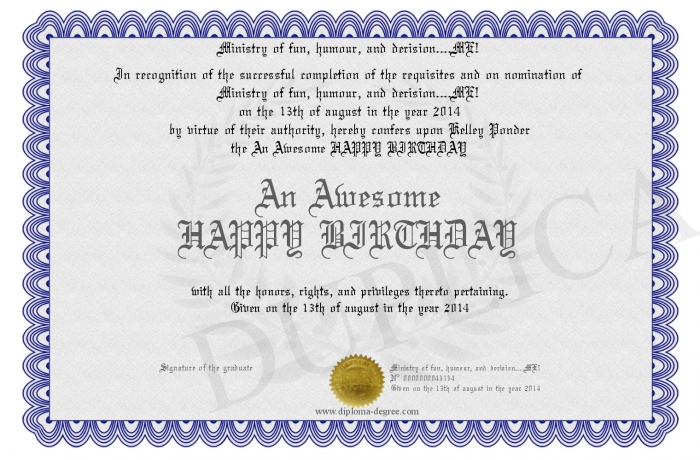 Ministry of fun, humour, and derision....ME!
In recognition of the successful completion of the requisites and on nomination of
Ministry of fun, humour, and derision....ME!
on the 13th of august in the year 2014
by virtue of their authority, hereby confers upon Kelley Ponder
the An Awesome HAPPY BIRTHDAY
An Awesome
HAPPY BIRTHDAY
with all the honors, rights, and privileges thereto pertaining.
Given on the 13th of august in the year 2014
Signature of the graduate
Ministry of fun, humour, and derision....ME!
Given on the 13th of august in the year 2014
www.diploma-degree.com
DUPLICA